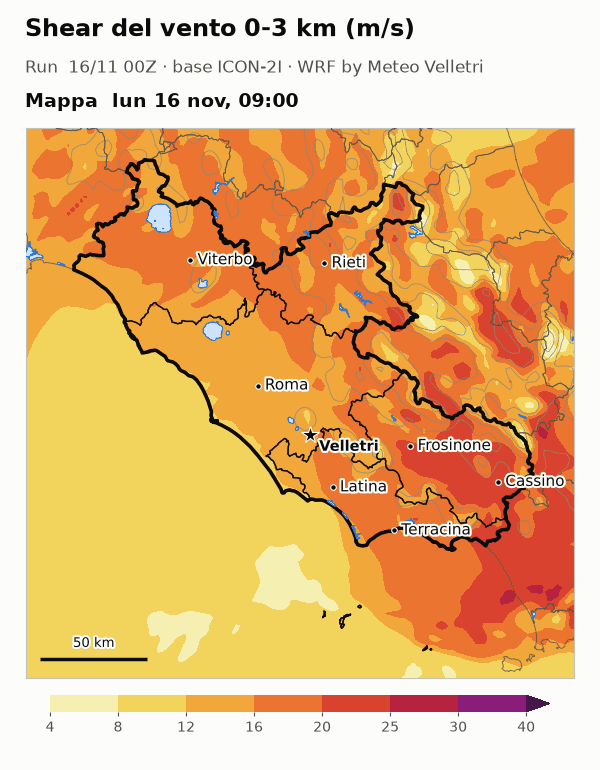 Shear del vento 0-3 km (m/s)
Run  16/11 00Z · base ICON-2I · WRF by Meteo Velletri
Mappa  lun 16 nov, 09:00
Viterbo
Rieti
Roma
Velletri
Frosinone
Cassino
Latina
Terracina
50 km
4 8 12 16 20 25 30 40